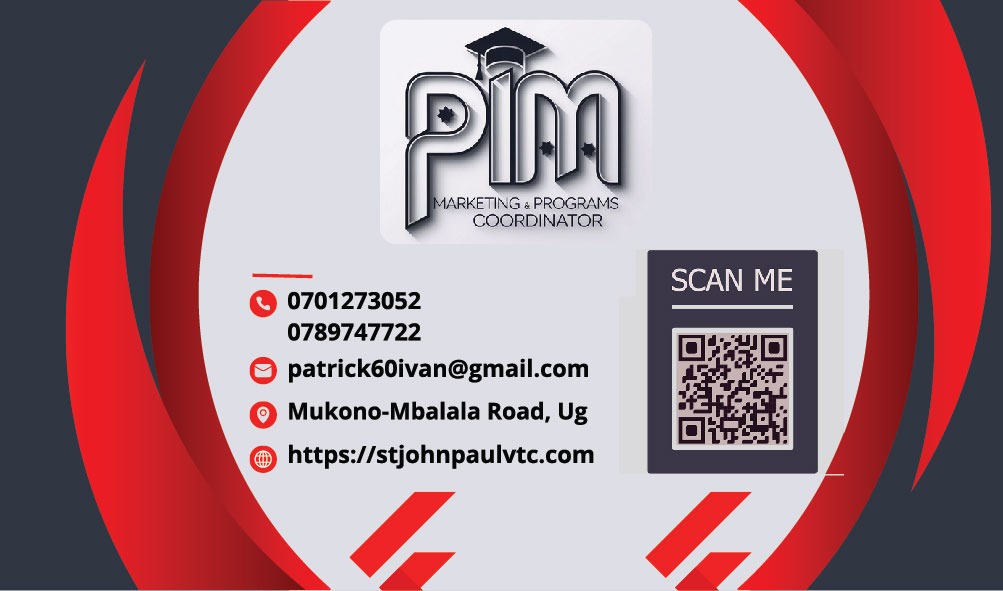 PIM
MARKETING & PROGRAMS
COORDINATOR
SCAN ME
0701273052
0789747722
patrick60ivan@gmail.com
Mukono-Mbalala Road, Ug
https://stjohnpaulvtc.com